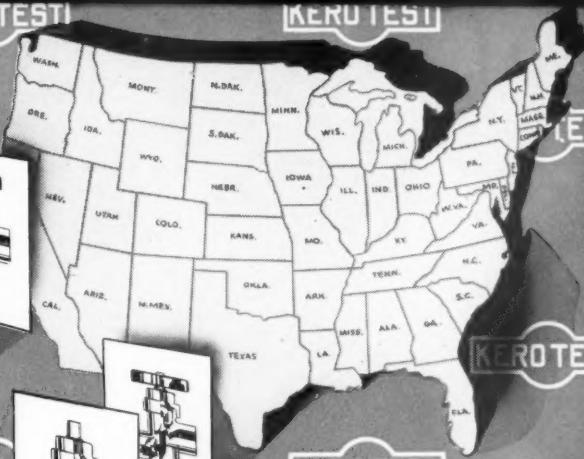 TEST
KEROTEST
WASH.
MONT.
N.DAK.
MINN.
ME.
VT.
N.H.
ORE.
IDA.
S.DAK.
WIS.
MICH.
N.Y.
MASS.
CONN.
WYO.
NEBR.
IOWA
ILL.
IND.
OHIO
PA.
MD.
DEL.
NEV.
UTAH
COLO.
KANS.
MO.
KY.
W.VA.
VA.
CAL.
ARIZ.
N.MEX.
OKLA.
ARK.
TENN.
N.C.
S.C.
TEXAS
LA.
MISS.
ALA.
GA.
KEROTE
FLA.